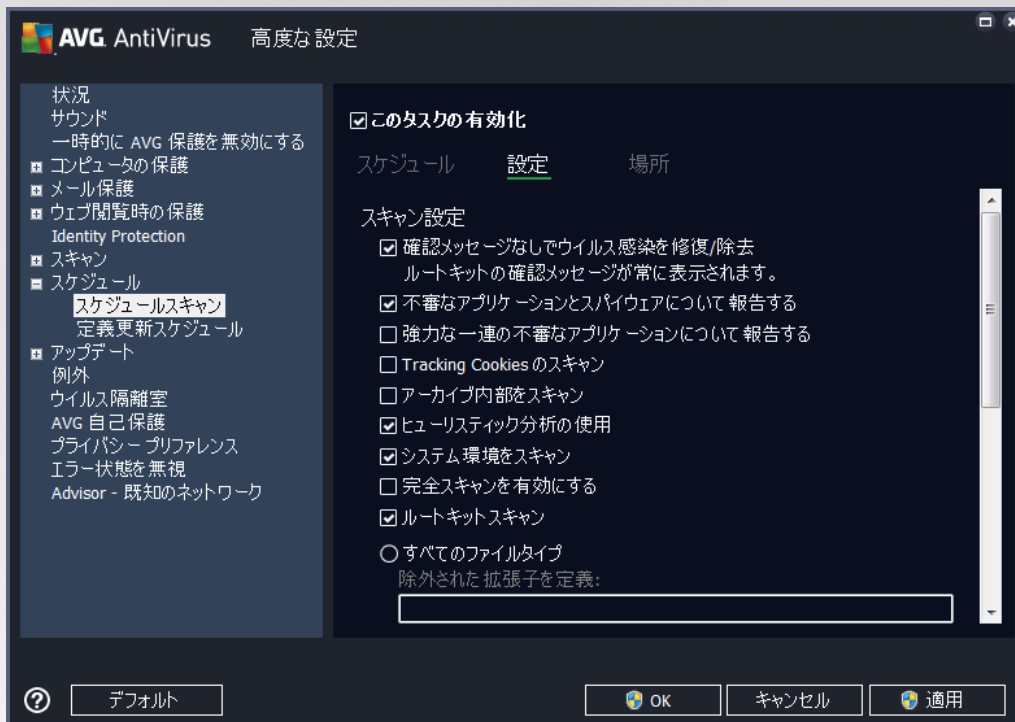 AVG AntiVirus 高度な設定
状況
サウンド
一時的に AVG 保護を無効にする
コンピュータの保護
メール保護
ウェブ閲覧時の保護
Identity Protection
スキャン
スケジュール
スケジュールスキャン
定義更新スケジュール
アップデート
例外
ウイルス隔離室
AVG 自己保護
プライバシー プリファレンス
エラー状態を無視
Advisor - 既知のネットワーク
このタスクの有効化
スケジュール 設定 場所
スキャン設定
確認メッセージなしでウイルス感染を修復/除去
ルートキットの確認メッセージが常に表示されます。
不審なアプリケーションとスパイウェアについて報告する
強力な一連の不審なアプリケーションについて報告する
Tracking Cookies のスキャン
アーカイブ内部をスキャン
ヒューリスティック分析の使用
システム環境をスキャン
完全スキャンを有効にする
ルートキットスキャン
すべてのファイルタイプ
除外された拡張子を定義:
? デフォルト OK キャンセル 適用